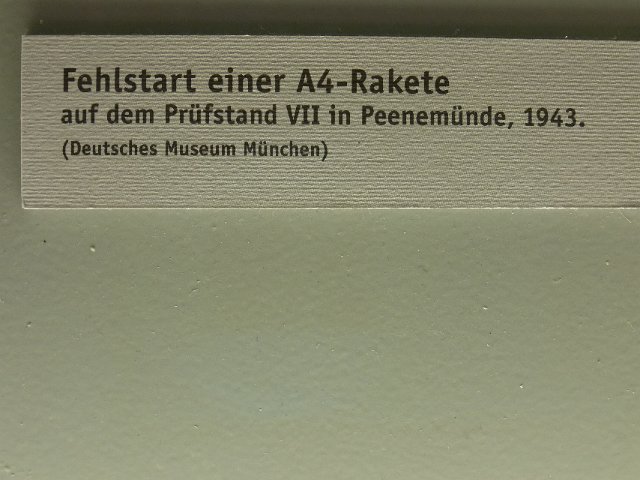 Fehlstart einer A4-Rakete
auf dem Prüfstand VII in Peenemünde, 1943.
(Deutsches Museum München)